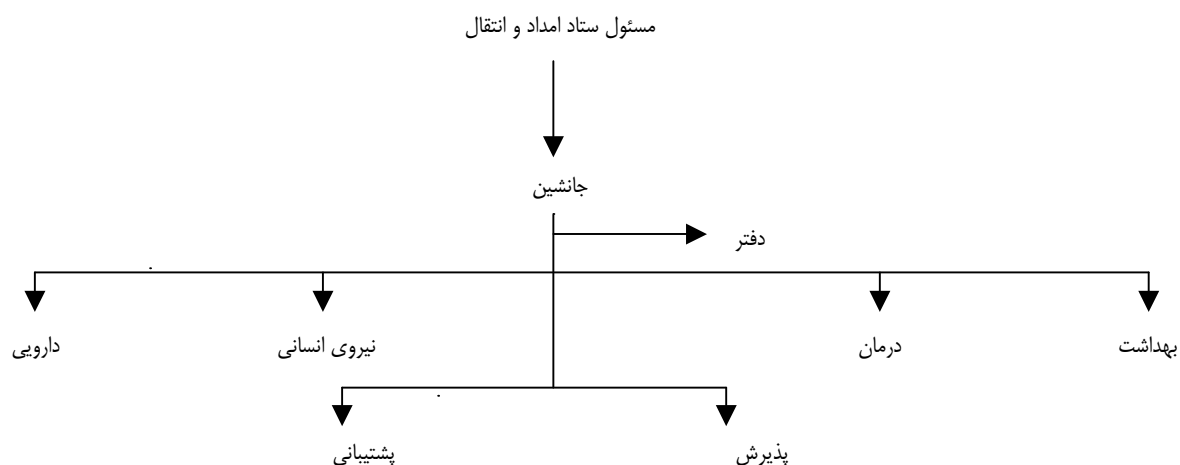 مسئول ستاد امداد و انتقال
جانشین
دفتر
بهداشت
درمان
نیروی انسانی
دارویی
پذیرش
پشتیبانی